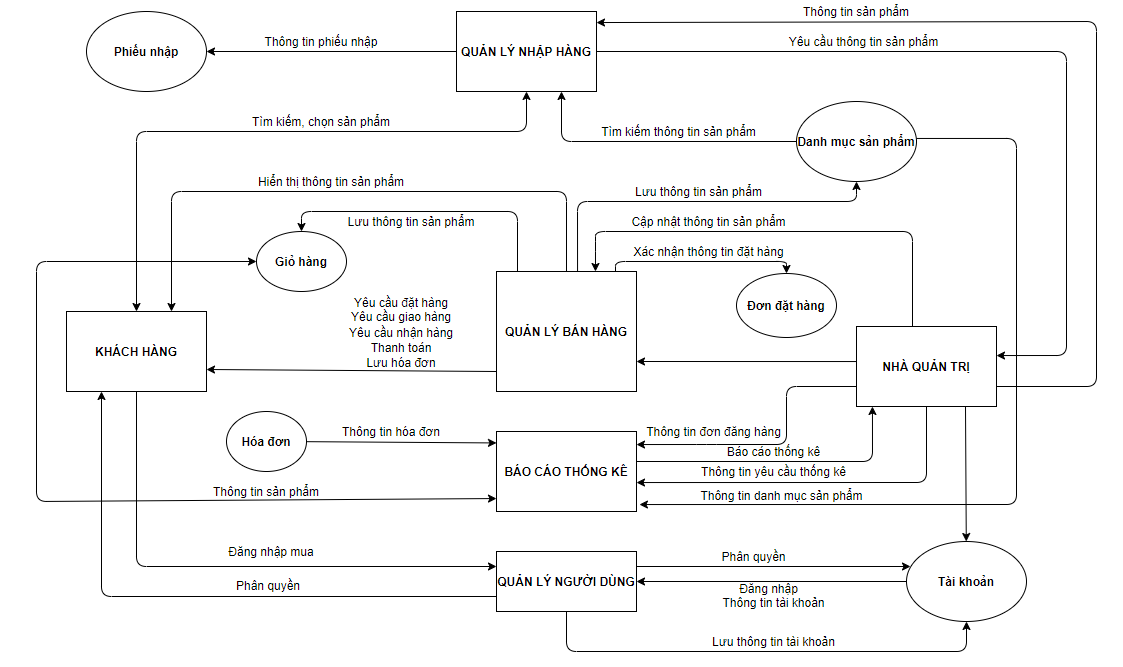 Thông tin sản phẩm
Phiếu nhập
Thông tin phiếu nhập
QUẢN LÝ NHẬP HÀNG
Yêu cầu thông tin sản phẩm
Tìm kiếm, chọn sản phẩm
Tìm kiếm thông tin sản phẩm
Danh mục sản phẩm
Hiển thị thông tin sản phẩm
Lưu thông tin sản phẩm
Lưu thông tin sản phẩm
Cập nhật thông tin sản phẩm
Giỏ hàng
Xác nhận thông tin đặt hàng
Yêu cầu đặt hàng
Yêu cầu giao hàng
Yêu cầu nhận hàng
Thanh toán
Lưu hóa đơn
QUẢN LÝ BÁN HÀNG
Đơn đặt hàng
KHÁCH HÀNG
NHÀ QUẢN TRỊ
Hóa đơn
Thông tin hóa đơn
Thông tin đơn đăng hàng
Báo cáo thống kê
BÁO CÁO THỐNG KÊ
Thông tin yêu cầu thống kê
Thông tin sản phẩm
Thông tin danh mục sản phẩm
Đăng nhập mua
Phân quyền
Phân quyền
QUẢN LÝ NGƯỜI DÙNG
Đăng nhập
Thông tin tài khoản
Tài khoản
Lưu thông tin tài khoản